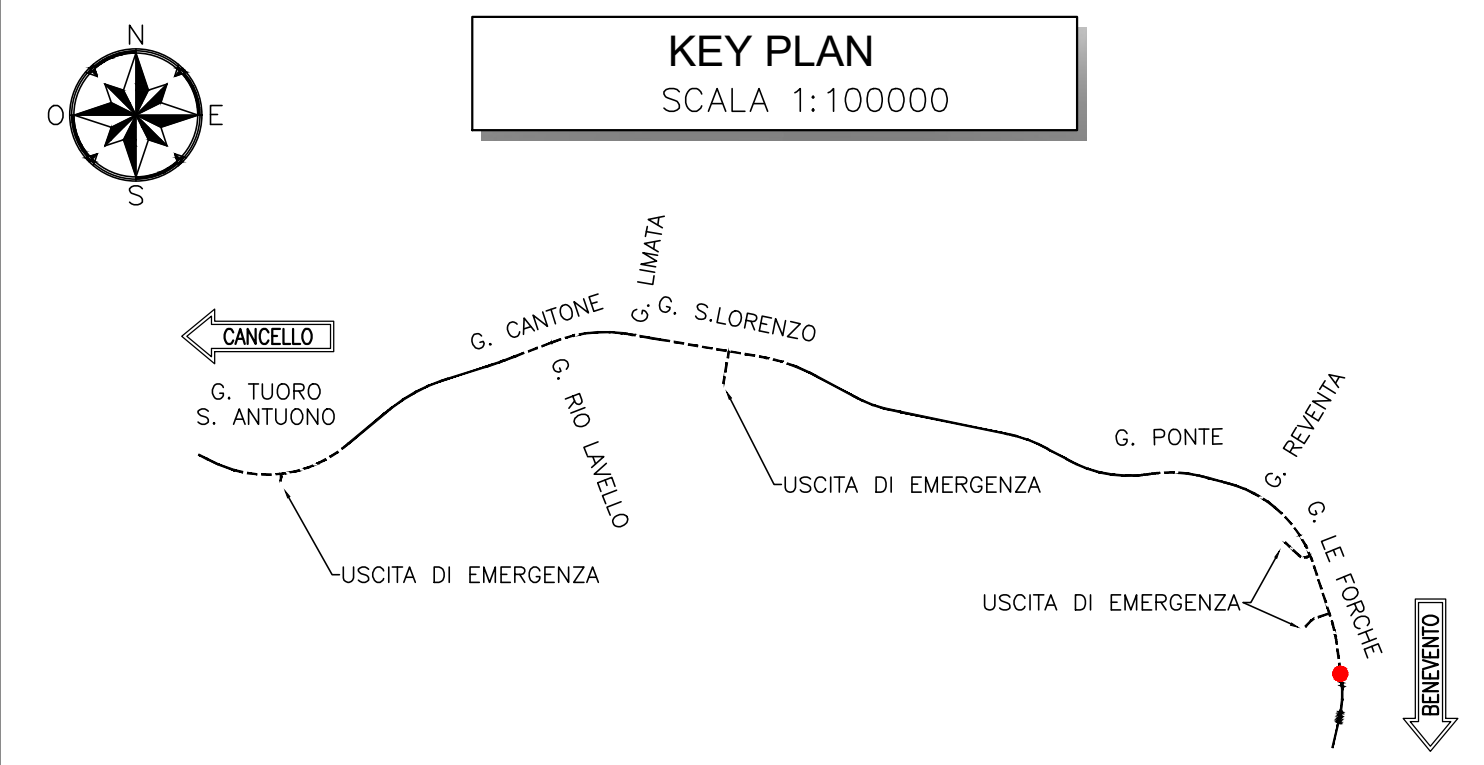 N
O
E
S
KEY PLAN
SCALA 1:100000
CANCELLO
G. TUORO
S. ANTUONO
G. CANTONE
G. LIMATA
G. S.LORENZO
G. RIO LAVELLO
USCITA DI EMERGENZA
USCITA DI EMERGENZA
G. PONTE
G. REVENTA
G. LE FORCHE
USCITA DI EMERGENZA
BENEVENTO